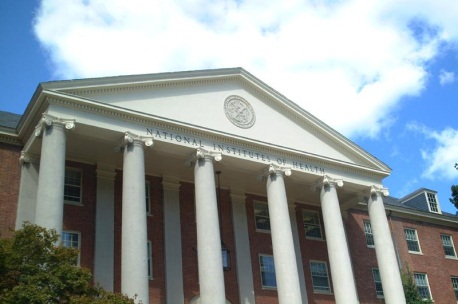 NATIONAL INSTITUTES OF HEALTH